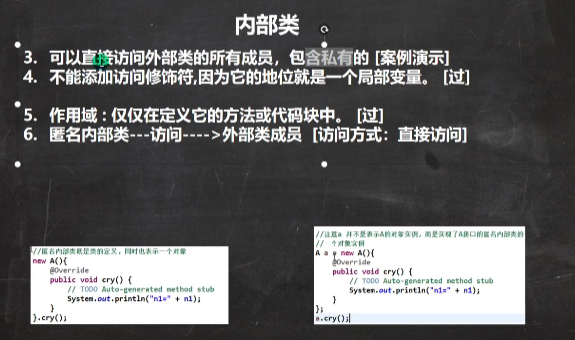 内部类
3. 可以直接访问外部类的所有成员，包含私有的 [案例演示]
4. 不能添加访问修饰符,因为它的地位就是一个局部变量。 [过]
5. 作用域 : 仅仅在定义它的方法或代码块中。 [过]
6. 匿名内部类---访问---->外部类成员 [访问方式：直接访问]
//匿名内部类既是类的定义，同时也表示一个对象
new A(){
@Override
public void cry() {
// TODO Auto-generated method stub
System.out.println("n1=" + n1);
}
}.cry();
//注意a 并不是表示A的对象实例，而是实现了A接口的匿名内部类的
// 一个对象实例
A a = new A(){
@Override
public void cry() {
// TODO Auto-generated method stub
System.out.println("n1=" + n1);
}
};
a.cry();